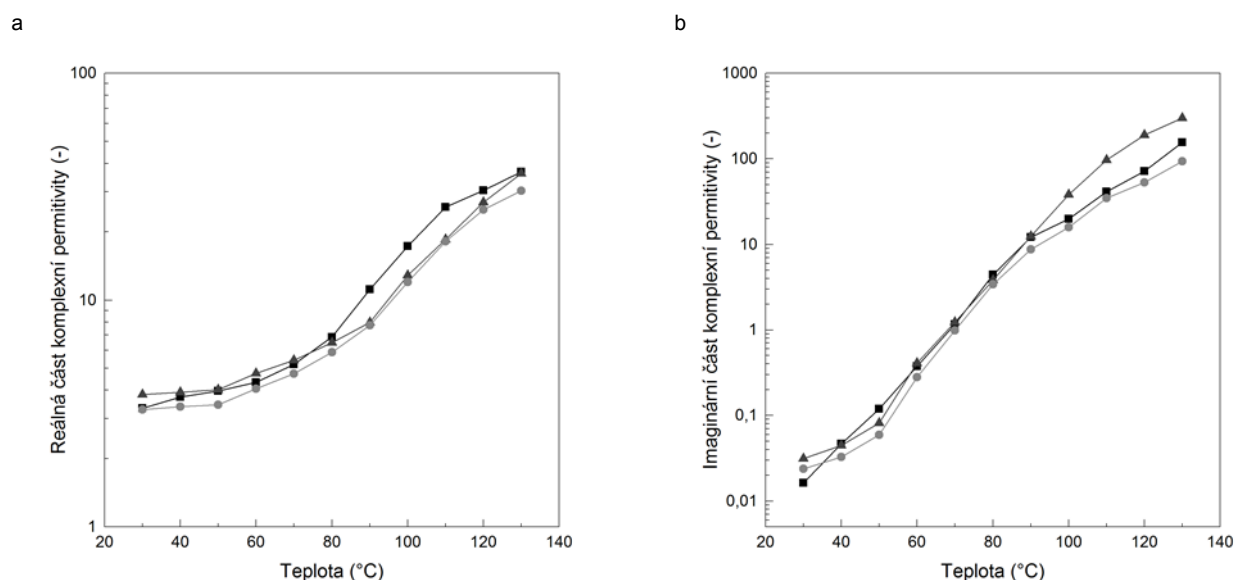 a
b
100
10
1
Reálná část komplexní permitivity (-)
20 40 60 80 100 120 140
Teplota (°C)
1000
100
10
1
0,1
0,01
Imaginární část komplexní permitivity (-)
20 40 60 80 100 120 140
Teplota (°C)